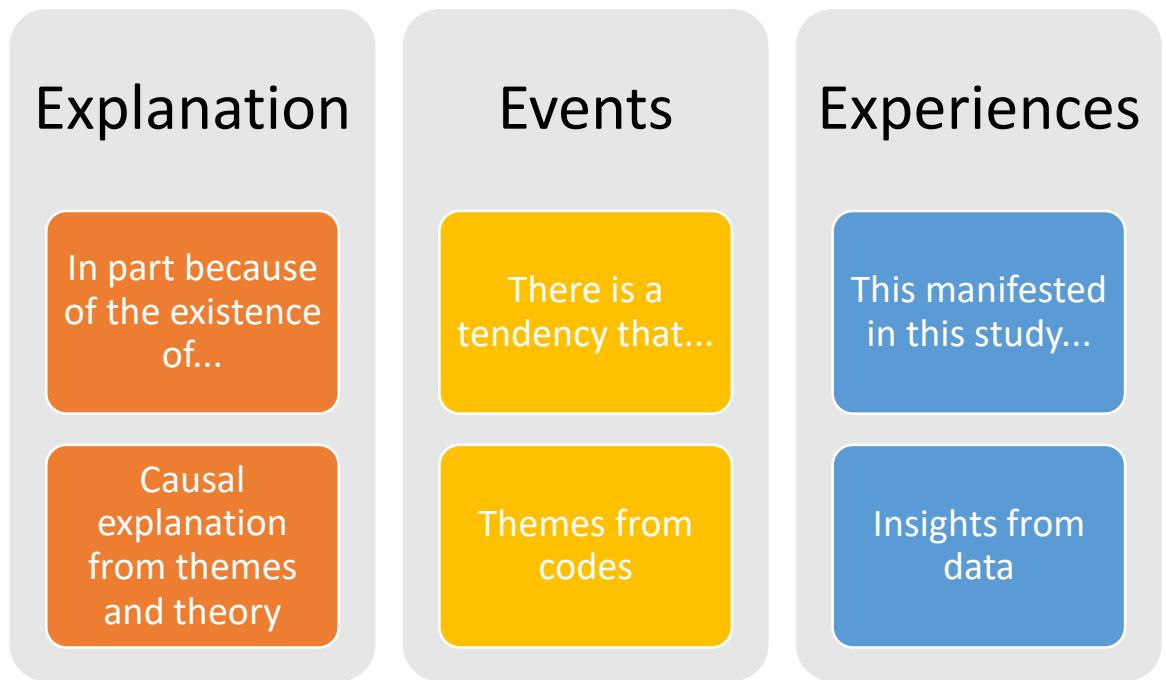 Explanation
In part because
of the existence
of...
Causal
explanation
from themes
and theory
Events
There is a
tendency that...
Themes from
codes
Experiences
This manifested
in this study...
Insights from
data